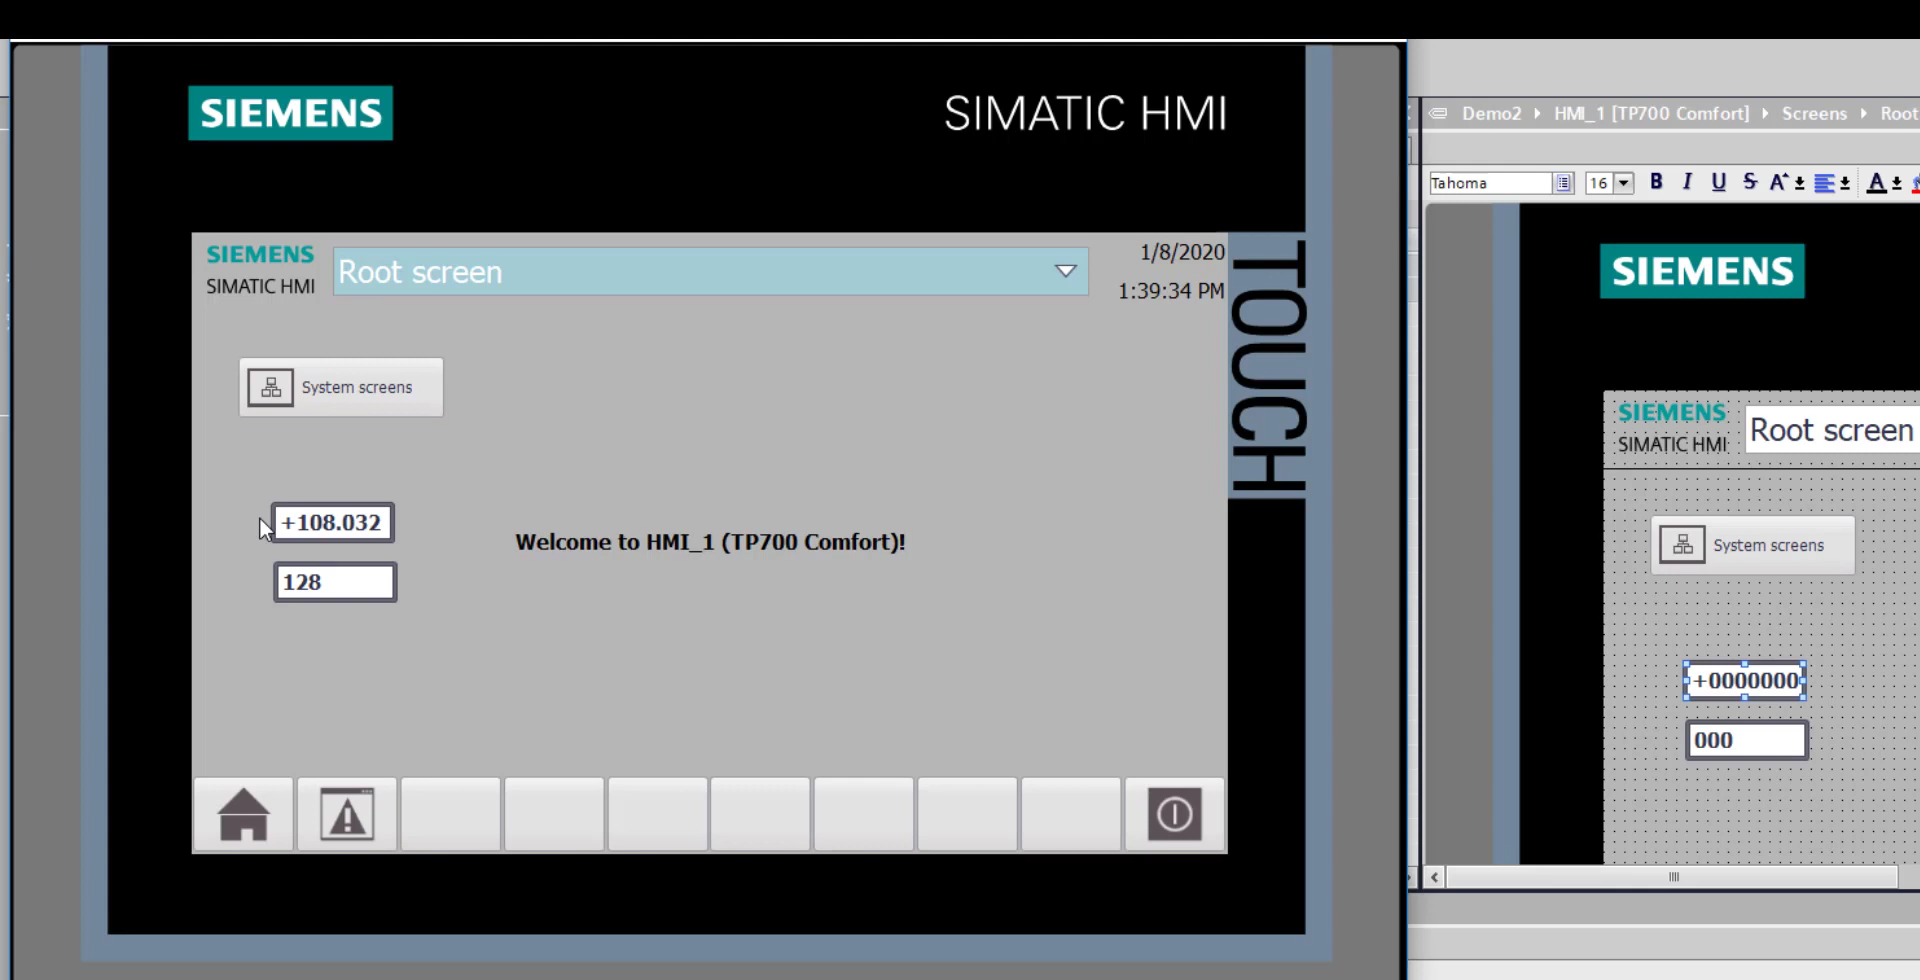 SIEMENS
SIMATIC HMI
TOUCH
SIEMENS
SIMATIC HMI
Root screen
1/8/2020
1:39:34 PM
System screens
+108.032
128
Welcome to HMI_1 (TP700 Comfort)!
Demo2 HMI_1 [TP700 Comfort] Screens Root
Tahoma 16 B I U S A A
SIEMENS
SIEMENS
SIMATIC HMI
Root screen
System screens
+0000000
000